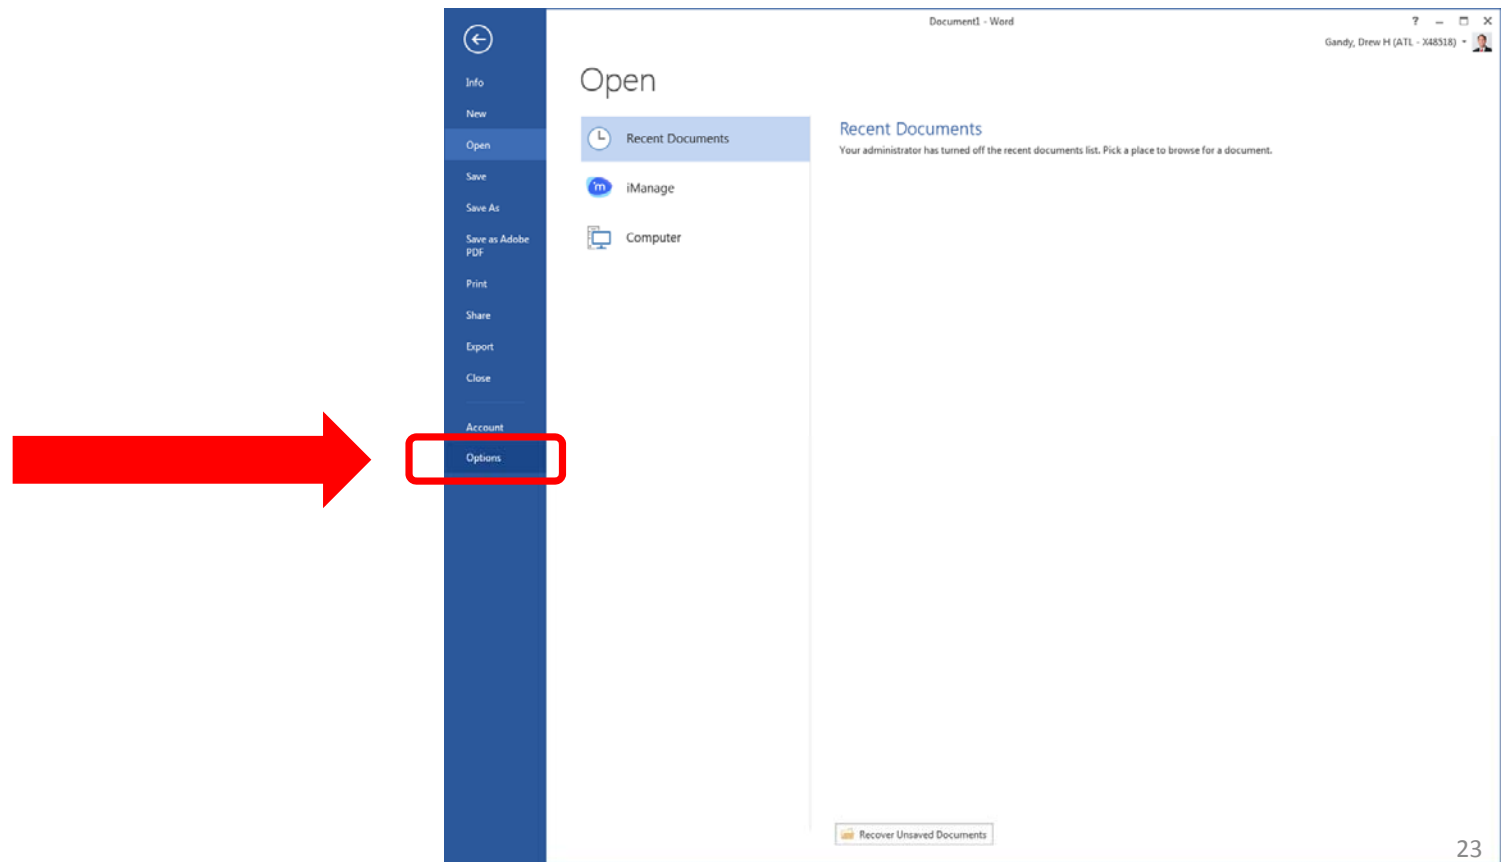 Document1 - Word
?
Gandy, Drew H (ATL - X48518)
Info
New
Open
Save
Save As
Save as Adobe
PDF
Print
Share
Export
Close
Account
Options
Open
Recent Documents
iManage
Computer
Recent Documents
Your administrator has turned off the recent documents list. Pick a place to browse for a document.
Recover Unsaved Documents
23